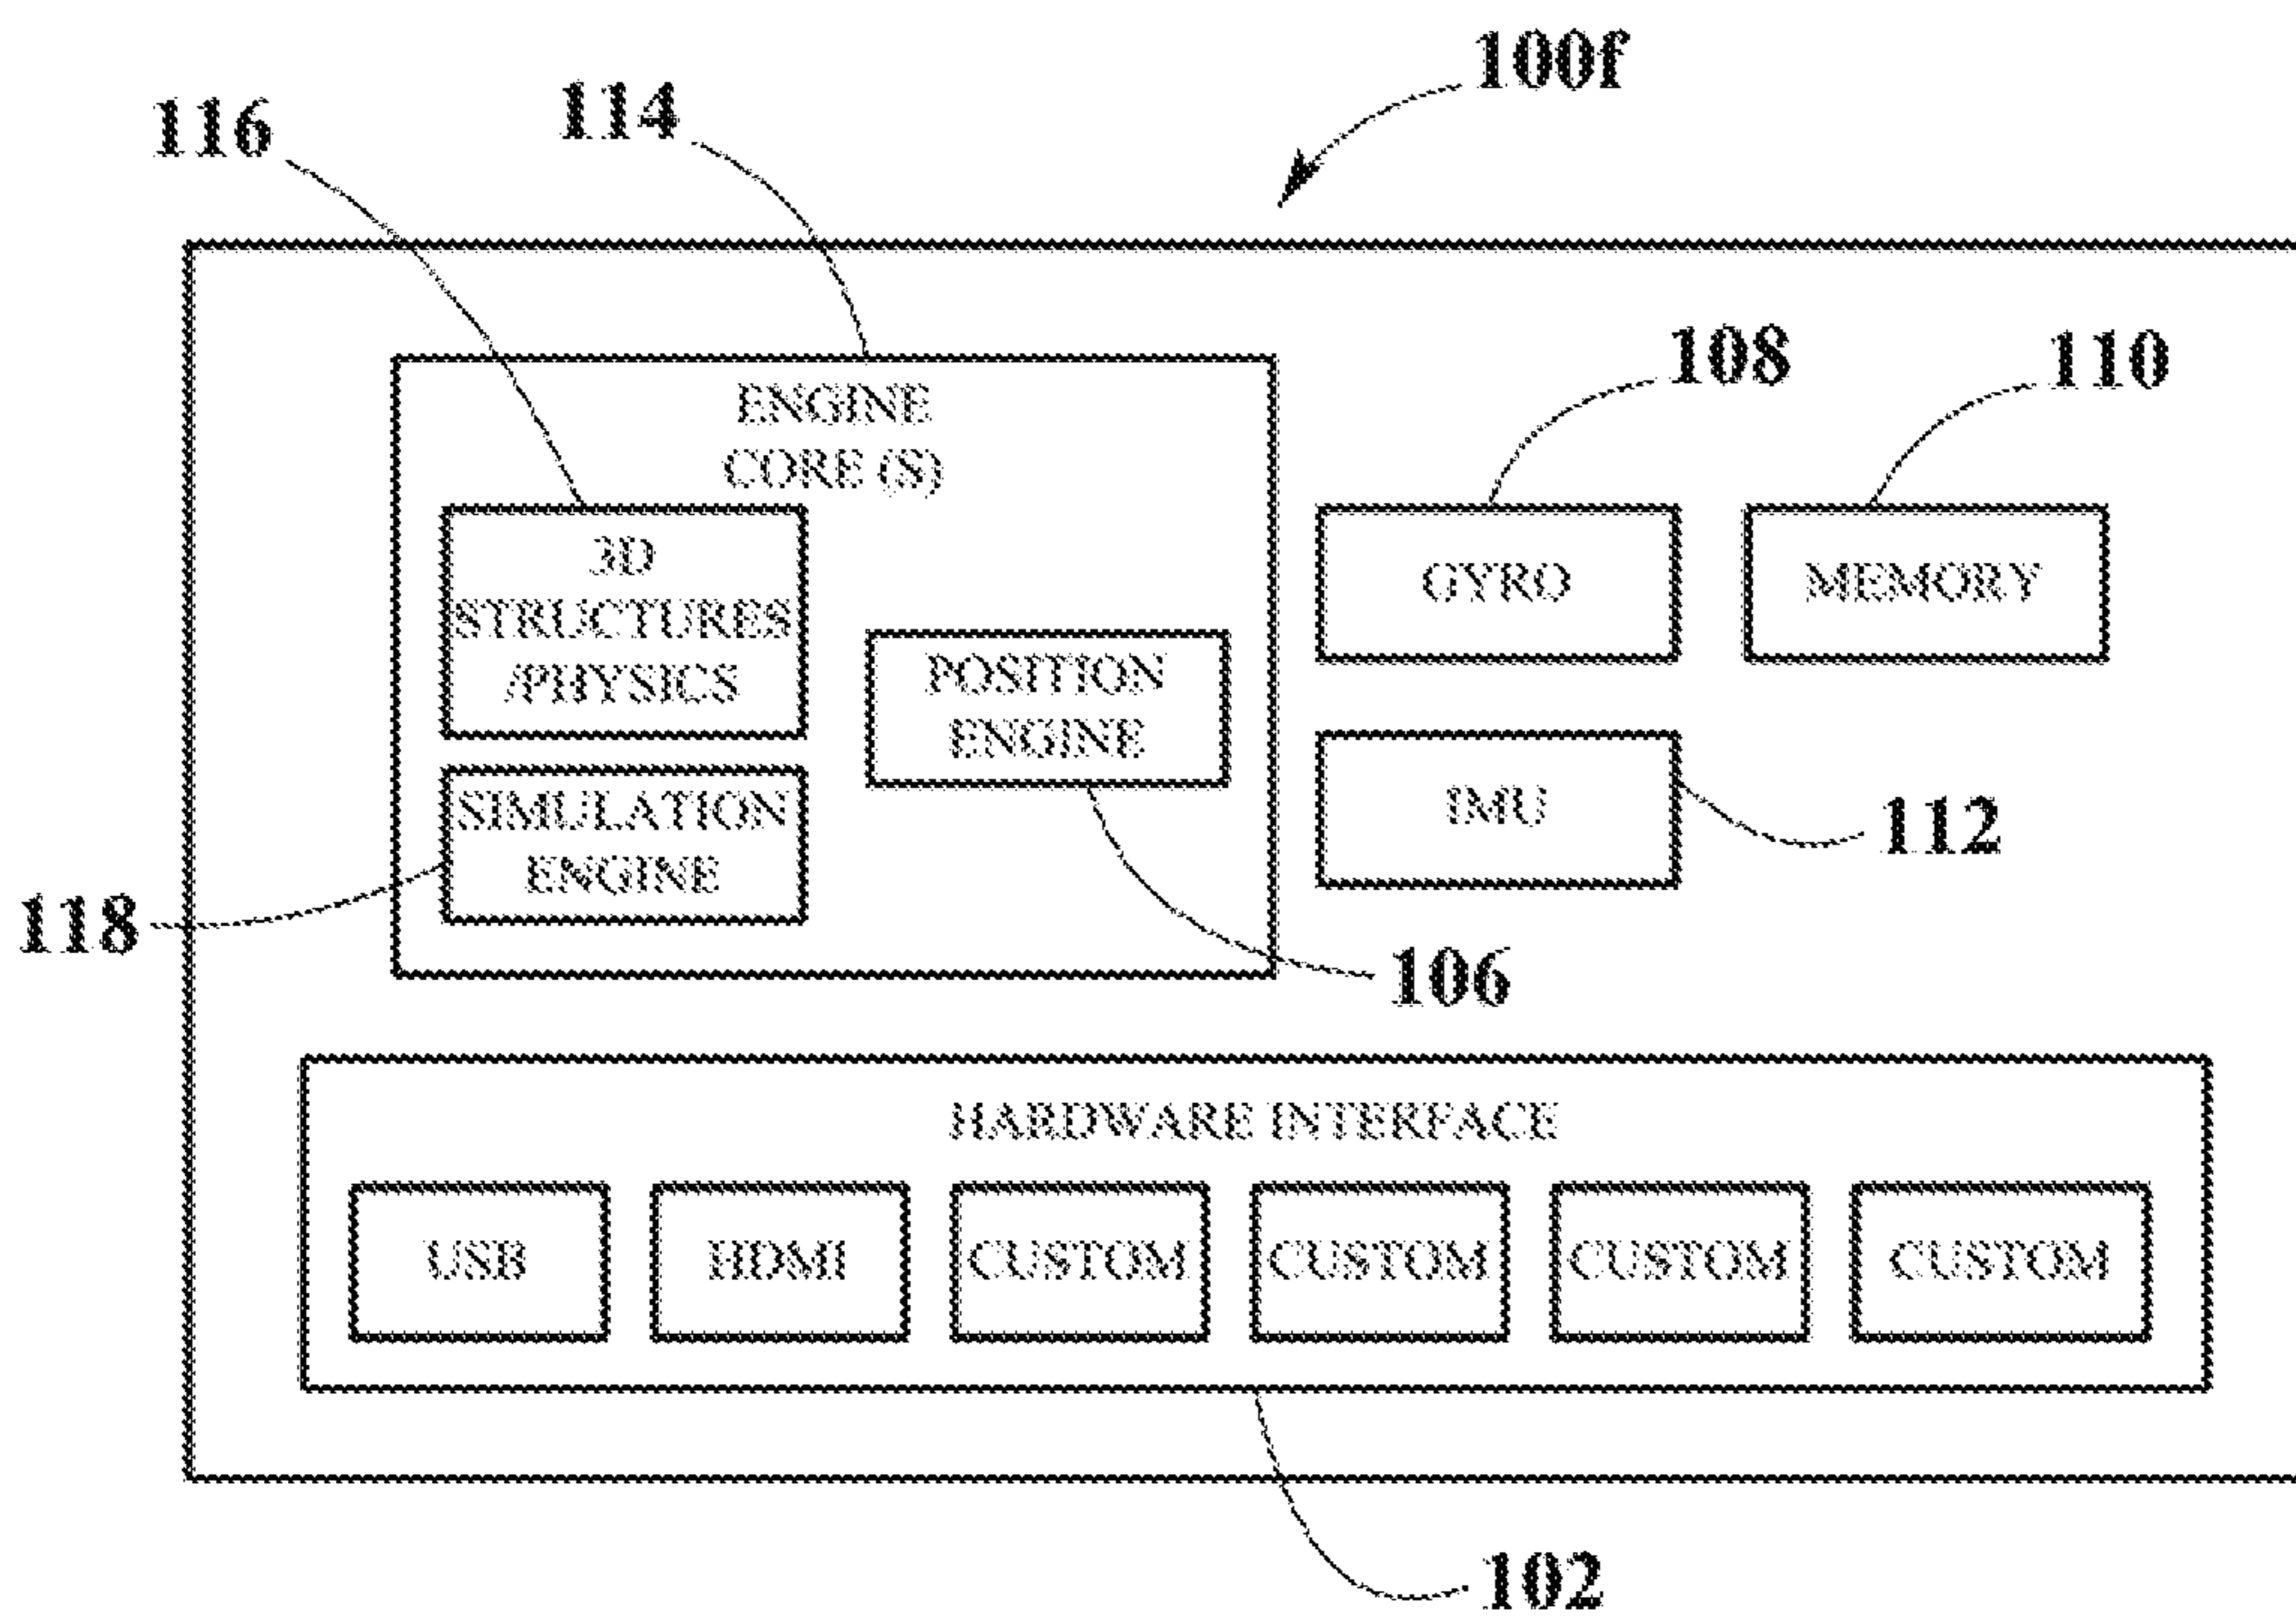 100f
114
116
108
110
ENGINE
CORE (S)
3D
STRUCTURES
/PHYSICS
GYRO
MEMORY
POSITION
ENGINE
SIMULATION
ENGINE
IMU
112
118
106
HARDWARE INTERFACE
USB
HDMI
CUSTOM
CUSTOM
CUSTOM
CUSTOM
102